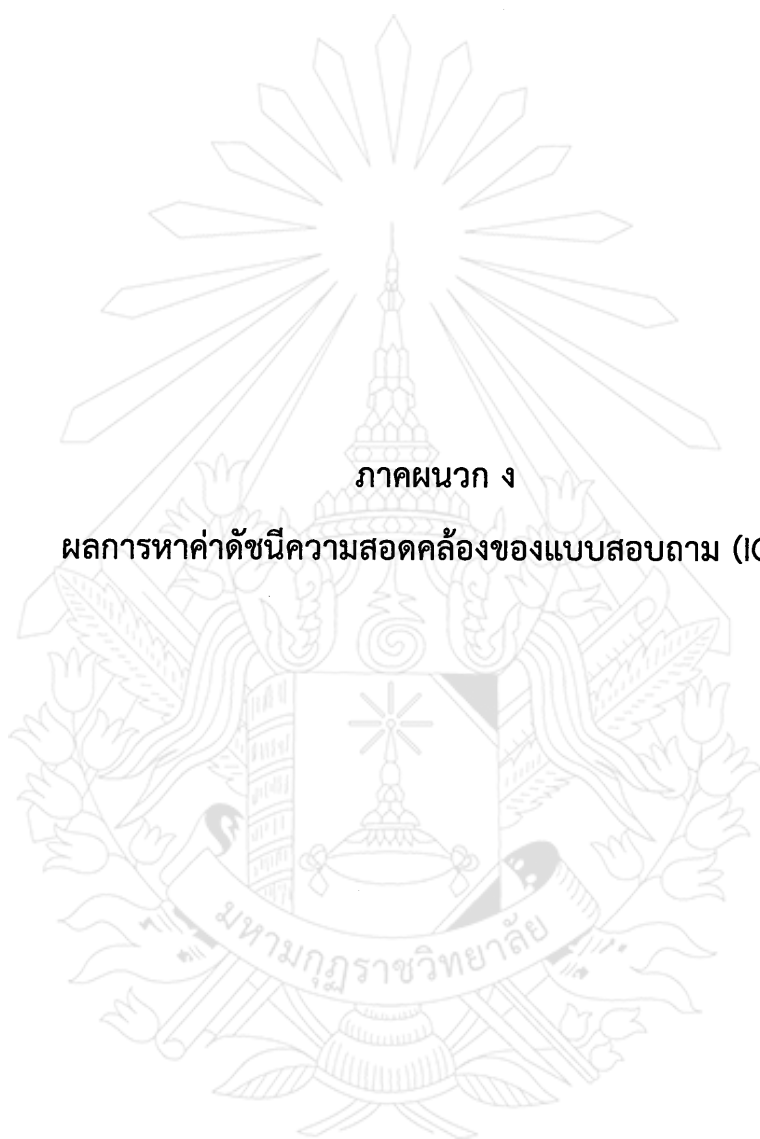 ภาคผนวก ง
ผลการหาค่าดัชนีความสอดคล้องของแบบสอบถาม
มหามกุฏราชวิทยาลัย